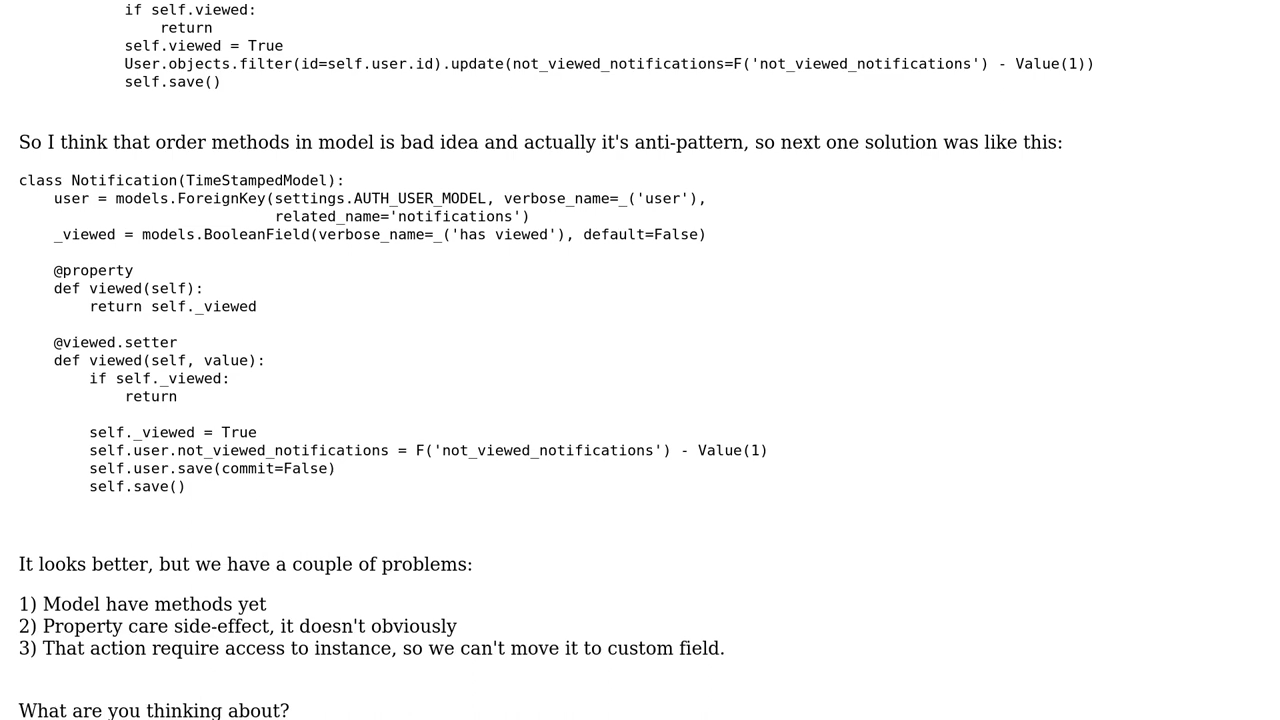 if self.viewed:
                return
            self.viewed = True
            User.objects.filter(id=self.user.id).update(not_viewed_notifications=F('not_viewed_notifications') - Value(1))
            self.save()
So I think that order methods in model is bad idea and actually it's anti-pattern, so next one solution was like this:
class Notification(TimeStampedModel):
    user = models.ForeignKey(settings.AUTH_USER_MODEL, verbose_name=_('user'),
                             related_name='notifications')
    _viewed = models.BooleanField(verbose_name=_('has viewed'), default=False)
    @property
    def viewed(self):
        return self._viewed
    @viewed.setter
    def viewed(self, value):
        if self._viewed:
            return
        self._viewed = True
        self.user.not_viewed_notifications = F('not_viewed_notifications') - Value(1)
        self.user.save(commit=False)
        self.save()
It looks better, but we have a couple of problems:
1) Model have methods yet
2) Property care side-effect, it doesn't obviously
3) That action require access to instance, so we can't move it to custom field.
What are you thinking about?